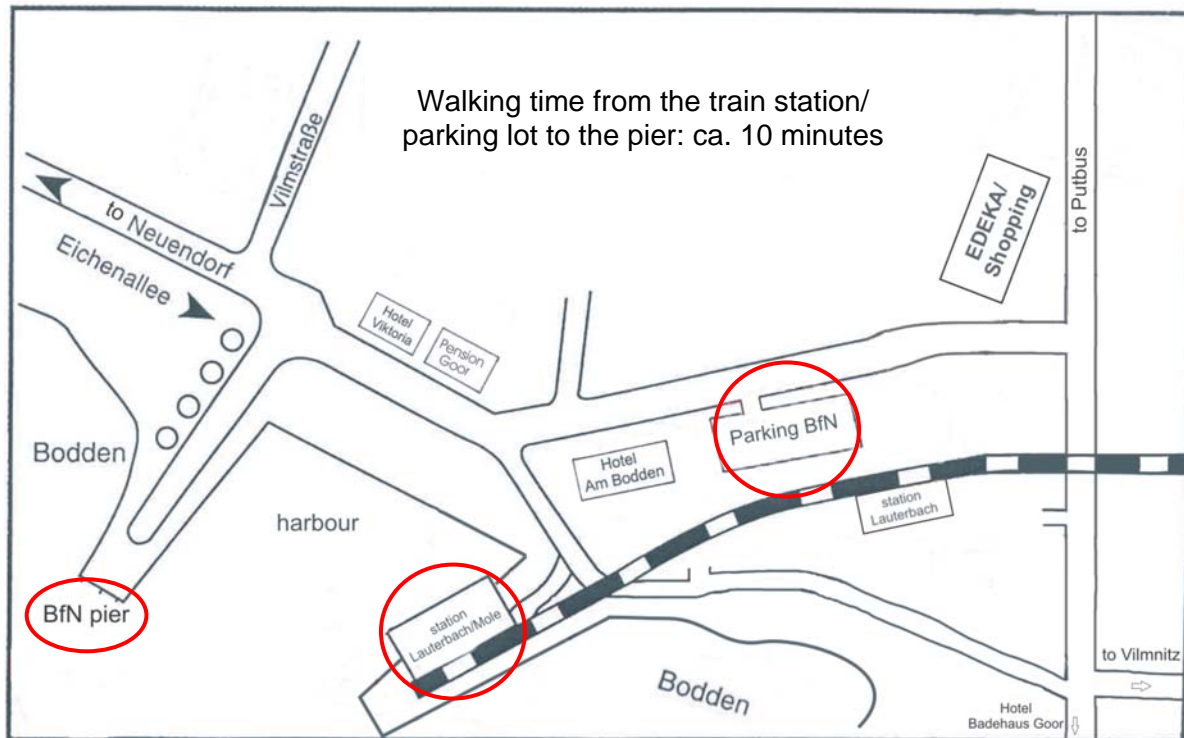 Walking time from the train station/
parking lot to the pier: ca. 10 minutes
Vilmstraße
to Putbus
EDEKA/
Shopping
to Neuendorf
Eichenallee
Hotel
Viktoria
Pension
Goor
Parking BfN
Bodden
Hotel
Am Bodden
station
Lauterbach
harbour
BfN pier
station
Lauterbach/Mole
Bodden
to Vilmnitz
Hotel
Badehaus Goor